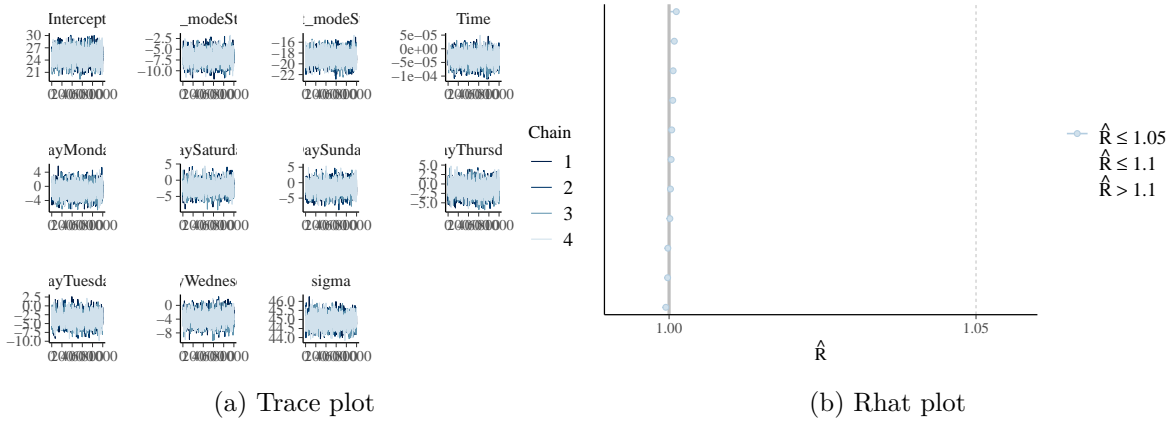 (Intercept
_modeSt
:_modeS
Time
30
27
24
21
−2.5
−5.0
−7.5
−10.0
−16
−18
−20
−22
5e−05
0e+00
−5e−05
−1e−04
ayMonda
aySaturda
DaySunda
ayThursd
4
0
−4
5
0
−5
5
0
−5
5.0
2.5
0.0
−2.5
−5.0
ayTuesda
yWednesd
sigma
2.5
0.0
−2.5
−5.0
−7.5
−10.0
0
−4
−8
46.0
45.5
45.0
44.5
44.0
Chain
1
2
3
4
(a) Trace plot
1.00
1.05
R̂
R̂ ≤ 1.05
R̂ ≤ 1.1
R̂ > 1.1
(b) Rhat plot